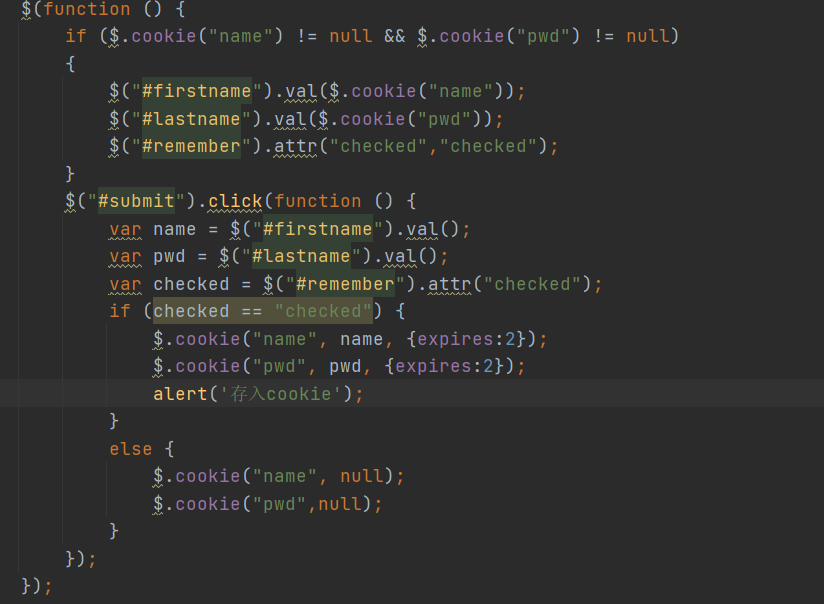 $(function () {
if ($.cookie("name") != null && $.cookie("pwd") != null)
{
$("#firstname").val($.cookie("name"));
$("#lastname").val($.cookie("pwd"));
$("#remember").attr("checked","checked");
}
$("#submit").click(function () {
var name = $("#firstname").val();
var pwd = $("#lastname").val();
var checked = $("#remember").attr("checked");
if (checked == "checked") {
$.cookie("name", name, {expires:2});
$.cookie("pwd", pwd, {expires:2});
alert('存入cookie');
}
else {
$.cookie("name", null);
$.cookie("pwd",null);
}
});
});